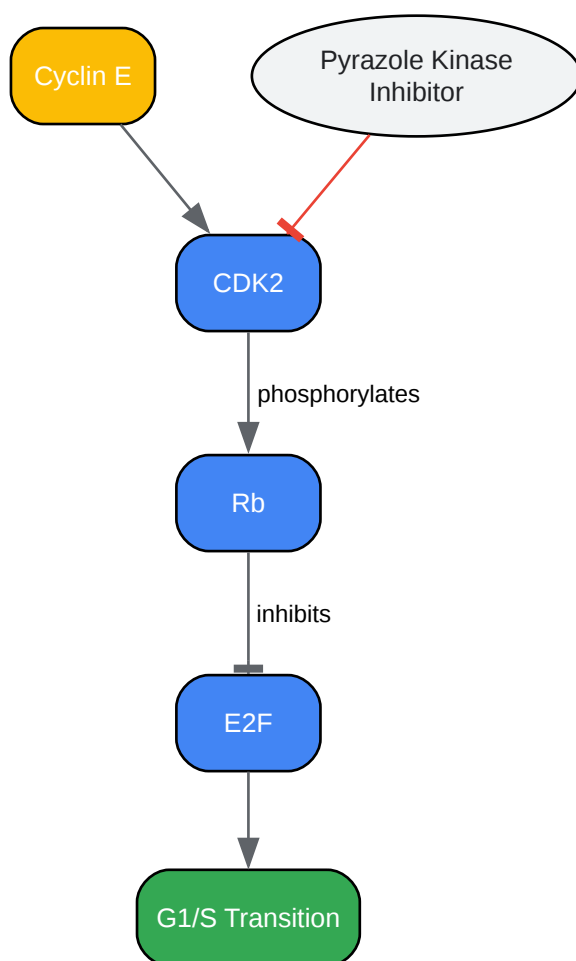 Cyclin E
Pyrazole Kinase
Inhibitor
CDK2
phosphorylates
Rb
inhibits
E2F
G1/S Transition